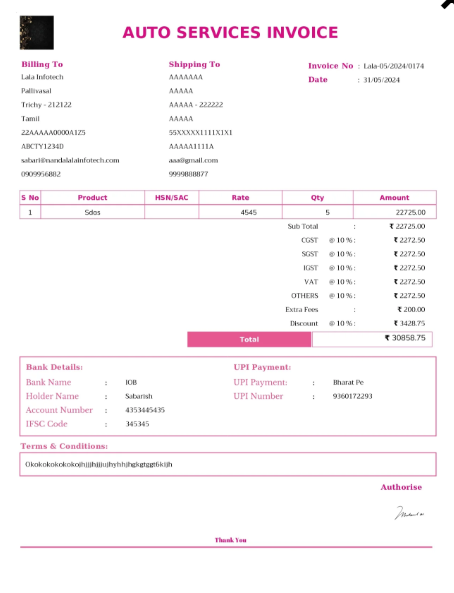 AUTO SERVICES INVOICE
Billing To
Lala Infotech
Pallivasal
Trichy - 212122
Tamil
22AAAAA0000A1Z5
ABCTY1234D
sabari@nandalalainfotech.com
0909956882
Shipping To
AAAAAAA
AAAAA
AAAAA - 222222
AAAAA
55XXXXX1111X1X1
AAAAA1111A
aaa@gmail.com
9999888877
Invoice No : Lala-05/2024/0174
Date : 31/05/2024
S No Product HSN/SAC Rate Qty Amount
1 Sdos 4545 5 22725.00
Sub Total : ₹ 22725.00
CGST @ 10 % : ₹ 2272.50
SGST @ 10 % : ₹ 2272.50
IGST @ 10 % : ₹ 2272.50
VAT @ 10 % : ₹ 2272.50
OTHERS @ 10 % : ₹ 2272.50
Extra Fees : ₹ 200.00
Discount @ 10 % : ₹ 3428.75
Total ₹ 30858.75
Bank Details:
Bank Name : IOB
Holder Name : Sabarish
Account Number : 4353445435
IFSC Code : 345345
UPI Payment:
UPI Payment: : Bharat Pe
UPI Number : 9360172293
Terms & Conditions:
Authorise
Thank You